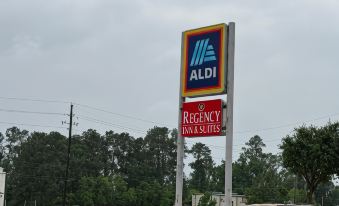 ALDI
REGENCY
INN & SUITES